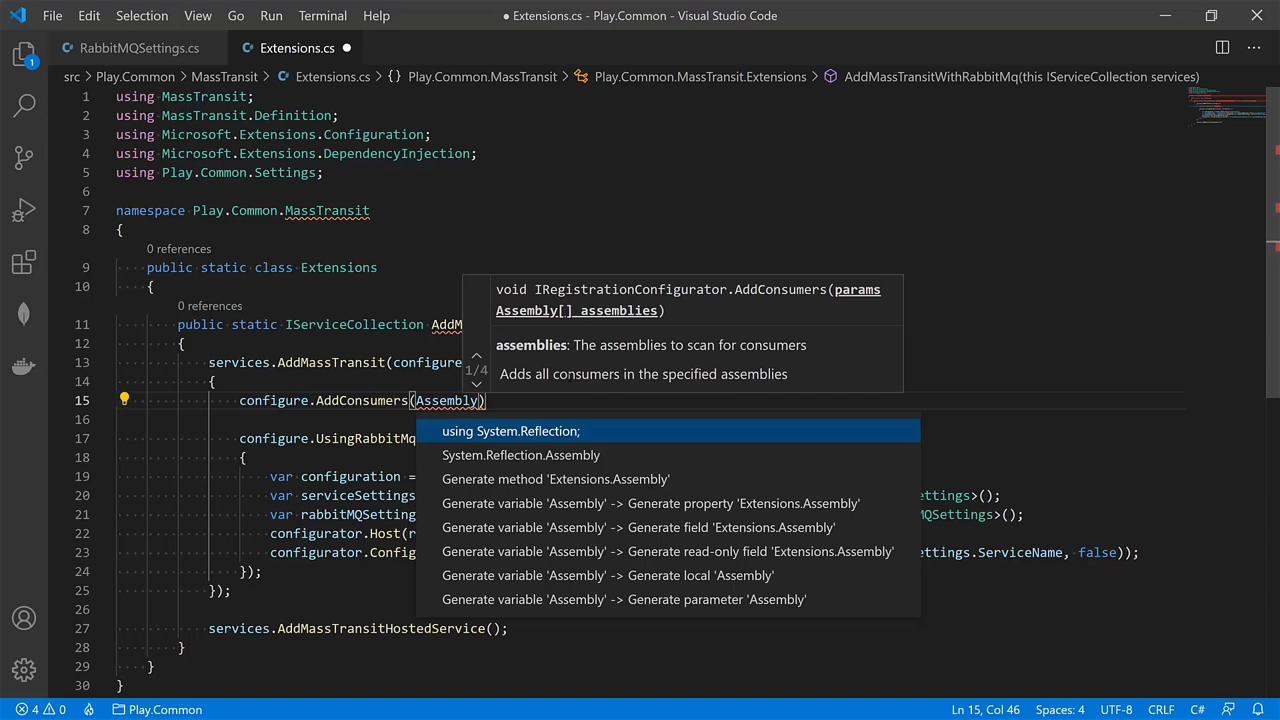 File Edit Selection View Go Run Terminal Help ● Extensions.cs - Play.Common - Visual Studio Code
RabbitMQSettings.cs Extensions.cs
src > Play.Common > MassTransit > Extensions.cs > {} Play.Common.MassTransit > Play.Common.MassTransit.Extensions > AddMassTransitWithRabbitMq(this IServiceCollection services)
1 using MassTransit;
2 using MassTransit.Definition;
3 using Microsoft.Extensions.Configuration;
4 using Microsoft.Extensions.DependencyInjection;
5 using Play.Common.Settings;
6
7 namespace Play.Common.MassTransit
8 {
0 references
9 public static class Extensions
10 {
0 references
11 public static IServiceCollection AddM
12 {
13 services.AddMassTransit(configure
14 {
15 configure.AddConsumers(Assembly)
16
17 configure.UsingRabbitMq
18 {
19 var configuration =
20 var serviceSettings ettings>();
21 var rabbitMQSetting MQSettings>();
22 configurator.Host(r
23 configurator.Config ettings.ServiceName, false));
24 });
25 });
26
27 services.AddMassTransitHostedService();
28 }
29 }
30 }
void IRegistrationConfigurator.AddConsumers(params
Assembly[] assemblies)
1/4
assemblies: The assemblies to scan for consumers
Adds all consumers in the specified assemblies
using System.Reflection;
System.Reflection.Assembly
Generate method 'Extensions.Assembly'
Generate variable 'Assembly' -> Generate property 'Extensions.Assembly'
Generate variable 'Assembly' -> Generate field 'Extensions.Assembly'
Generate variable 'Assembly' -> Generate read-only field 'Extensions.Assembly'
Generate variable 'Assembly' -> Generate local 'Assembly'
Generate variable 'Assembly' -> Generate parameter 'Assembly'
1
4 0 Play.Common Ln 15, Col 46 Spaces: 4 UTF-8 CRLF C#